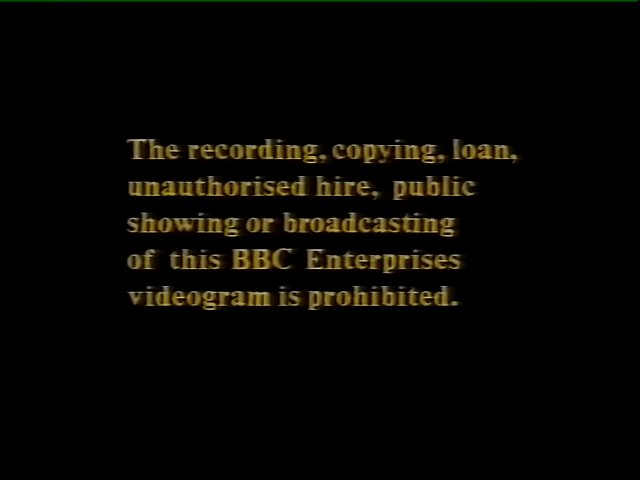 The recording, copying, loan,
unauthorised hire, public
showing or broadcasting
of this BBC Enterprises
videogram is prohibited.